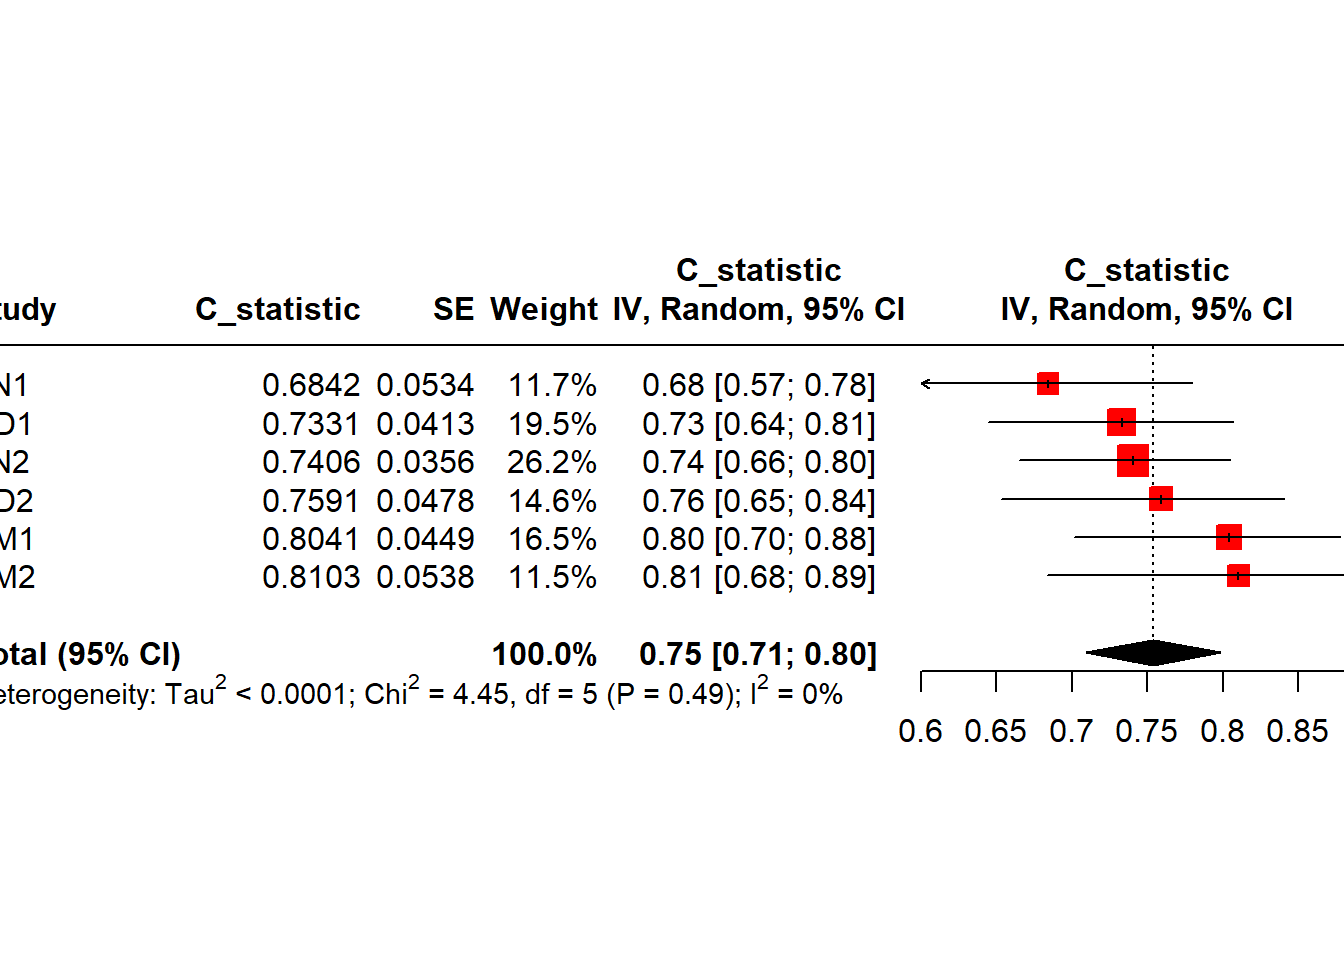 C_statistic C_statistic
tudy C_statistic SE Weight IV, Random, 95% CI IV, Random, 95% CI
N1 0.6842 0.0534 11.7% 0.68 [0.57; 0.78]
D1 0.7331 0.0413 19.5% 0.73 [0.64; 0.81]
N2 0.7406 0.0356 26.2% 0.74 [0.66; 0.80]
D2 0.7591 0.0478 14.6% 0.76 [0.65; 0.84]
M1 0.8041 0.0449 16.5% 0.80 [0.70; 0.88]
M2 0.8103 0.0538 11.5% 0.81 [0.68; 0.89]
otal (95% CI) 100.0% 0.75 [0.71; 0.80]
eterogeneity: Tau² < 0.0001; Chi² = 4.45, df = 5 (P = 0.49); I² = 0%
0.6 0.65 0.7 0.75 0.8 0.85